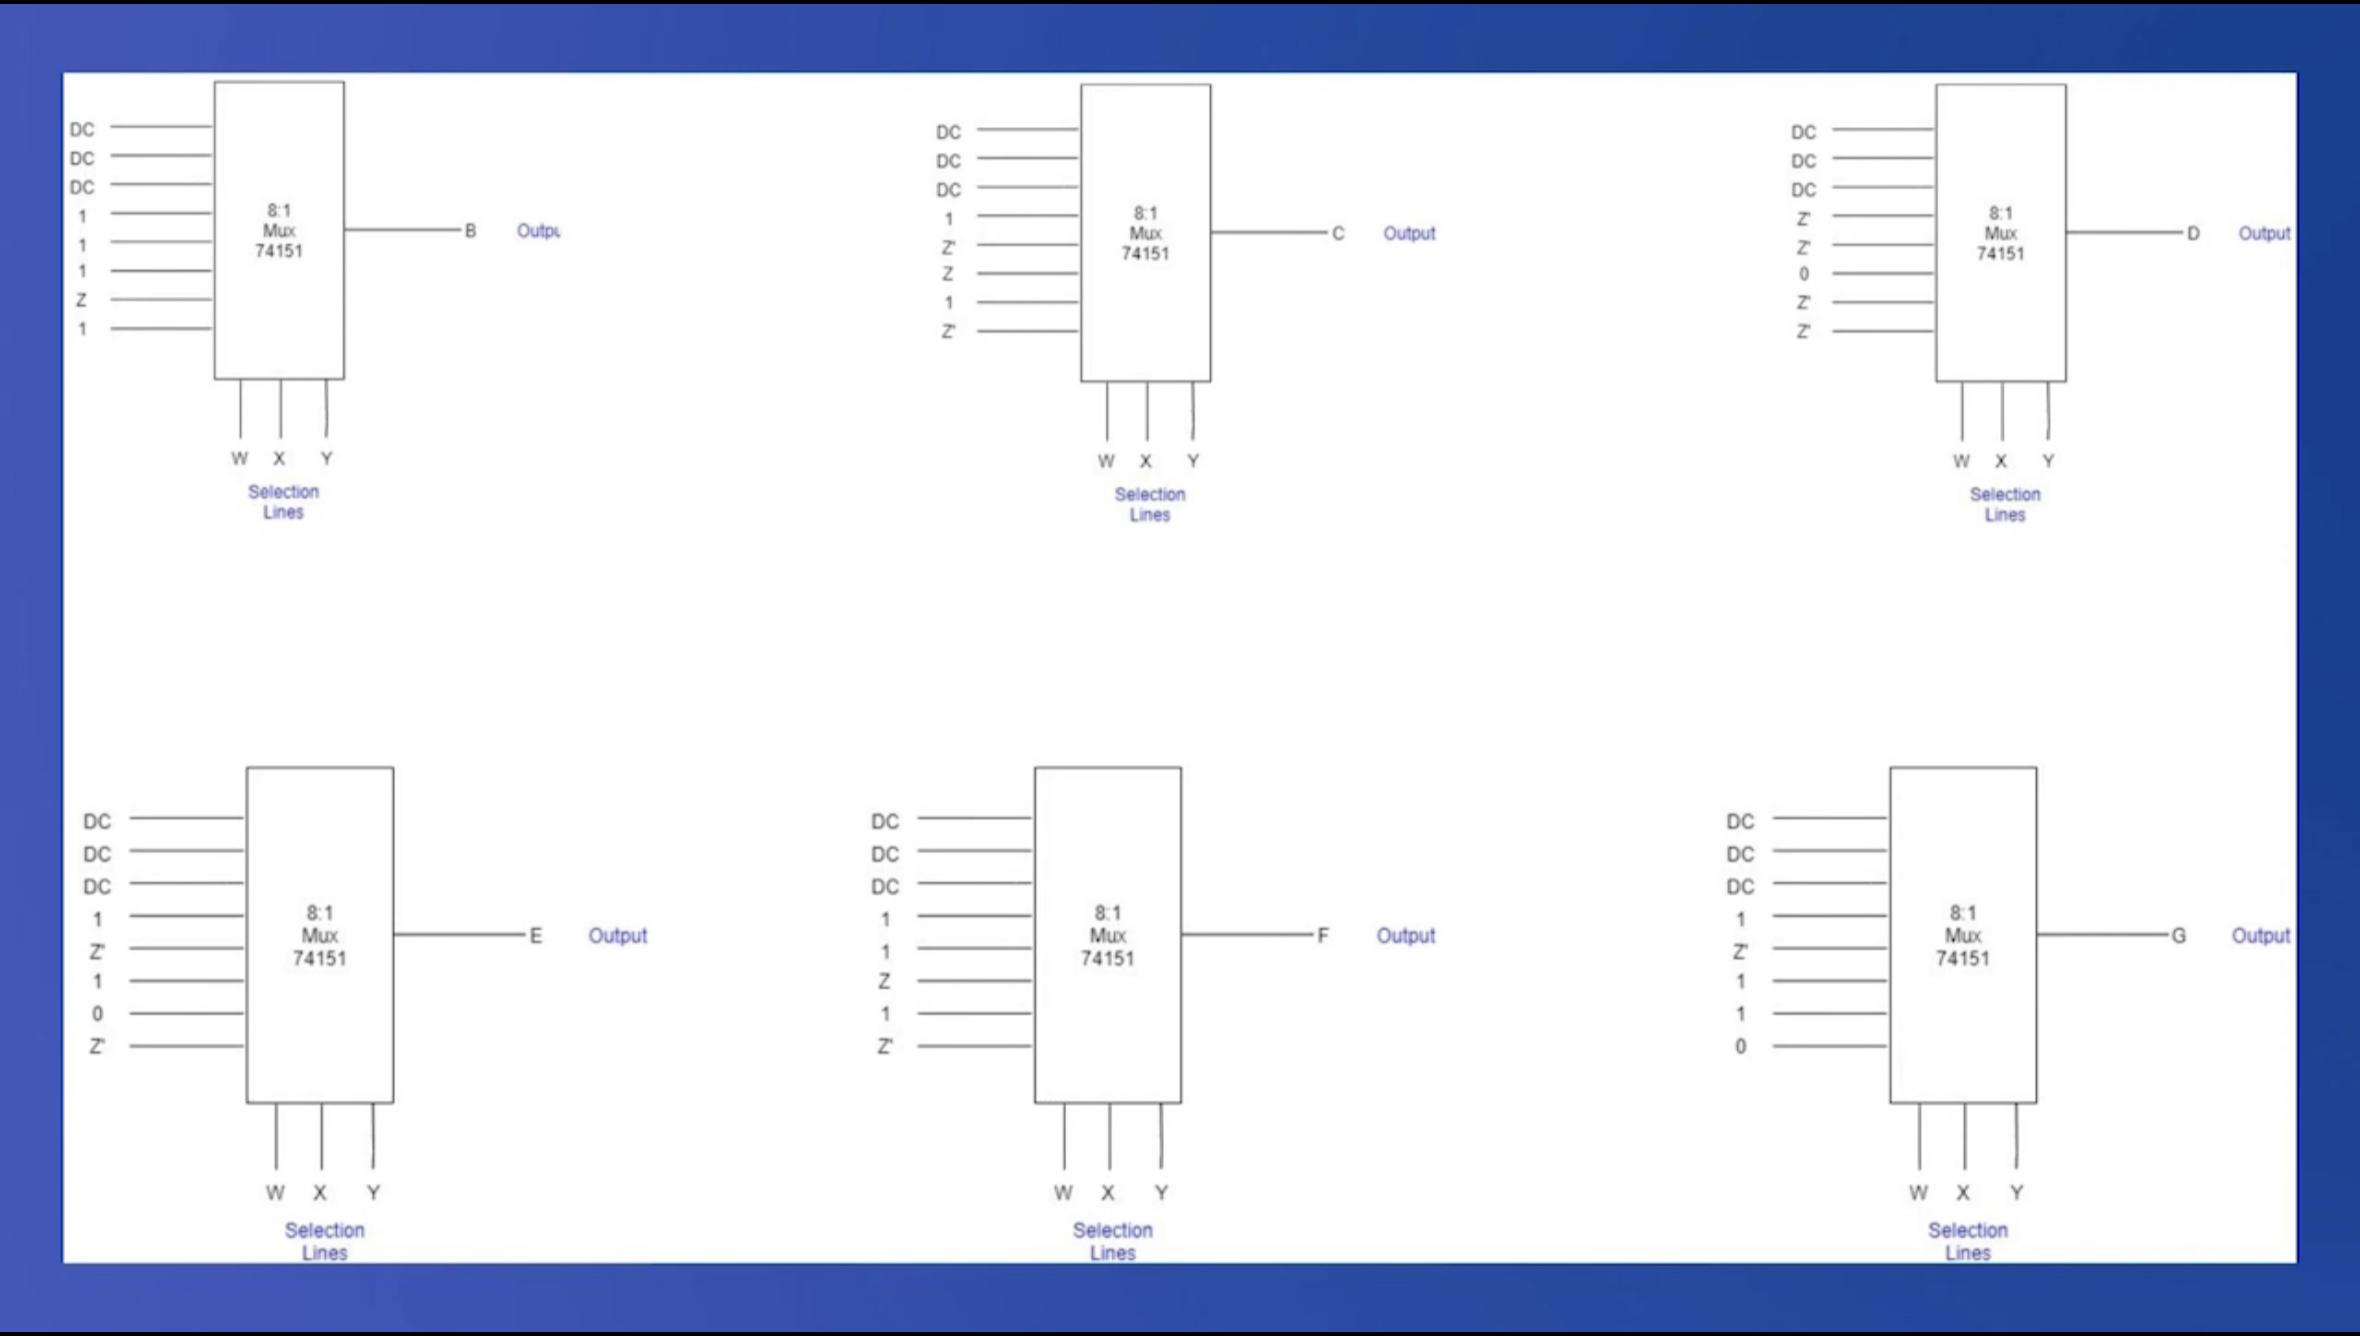 DC
DC
DC
1
1
1
Z
1
8:1
Mux
74151
B
Outpu
W X Y
Selection
Lines
DC
DC
DC
1
Z'
Z
1
Z'
8:1
Mux
74151
C
Output
W X Y
Selection
Lines
DC
DC
DC
Z'
Z'
0
Z'
Z'
8:1
Mux
74151
D
Output
W X Y
Selection
Lines
DC
DC
DC
1
Z'
1
0
Z'
8:1
Mux
74151
E
Output
W X Y
Selection
Lines
DC
DC
DC
1
1
Z
1
Z'
8:1
Mux
74151
F
Output
W X Y
Selection
Lines
DC
DC
DC
1
Z'
1
1
0
8:1
Mux
74151
G
Output
W X Y
Selection
Lines